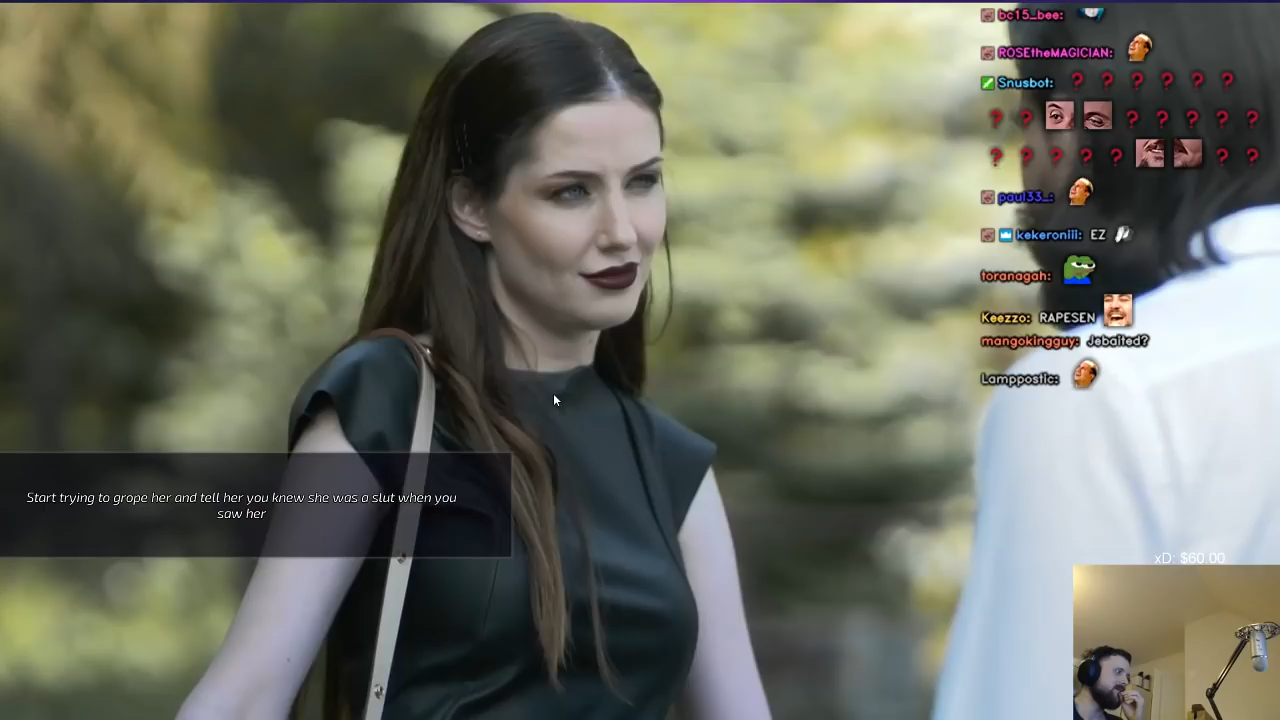 bc15_bee:
ROSEtheMAGICIAN:
Snusbot: ? ? ? ? ? ?
? ? ? ? ? ? ?
? ? ? ? ? ? ?
paul33_:
kekeroniii: EZ
toranagah:
Keezzo: RAPESEN
mangokingguy: Jebaited?
Lamppostic:
Start trying to grope her and tell her you knew she was a slut when you
saw her
xD: $60.00